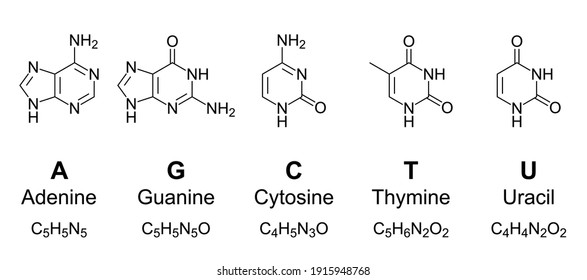 NH₂ O NH₂ O O
N N N NH N NH NH
N N N N NH₂ N O N O N O
H H H H H
A G C T U
Adenine Guanine Cytosine Thymine Uracil
C₅H₅N₅ C₅H₅N₅O C₄H₅N₃O C₅H₆N₂O₂ C₄H₄N₂O₂
shutterstock.com · 1915948768